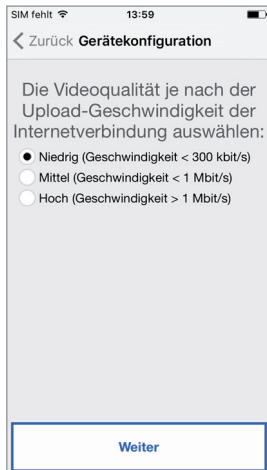 SIM fehlt 13:59
Zurück Gerätekonfiguration
Die Videoqualität je nach der
Upload-Geschwindigkeit der
Internetverbindung auswählen:
Niedrig (Geschwindigkeit < 300 kbit/s)
Mittel (Geschwindigkeit < 1 Mbit/s)
Hoch (Geschwindigkeit > 1 Mbit/s)
Weiter